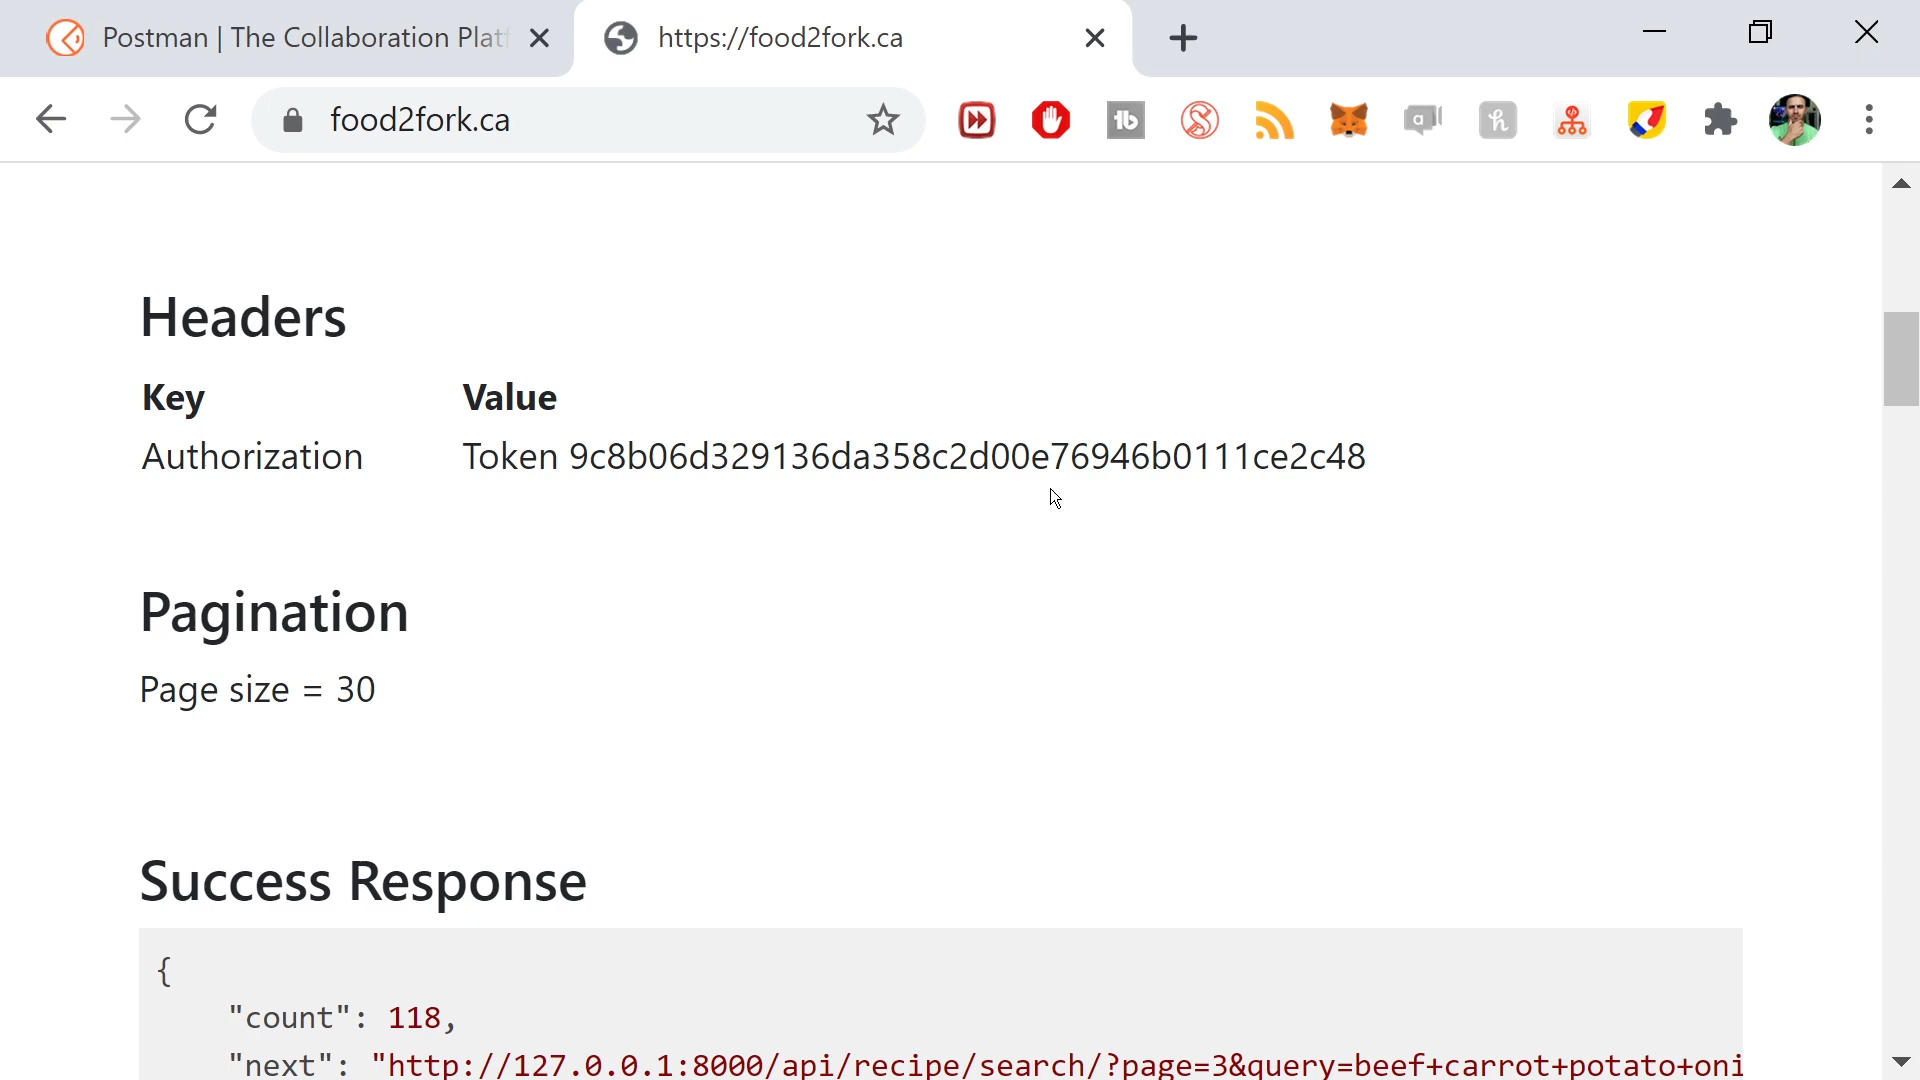 Postman | The Collaboration Platf
https://food2fork.ca
food2fork.ca
Headers
Key Value
Authorization Token 9c8b06d329136da358c2d00e76946b0111ce2c48
Pagination
Page size = 30
Success Response
{
"count": 118,
"next": "http://127.0.0.1:8000/api/recipe/search/?page=3&query=beef+carrot+potato+oni